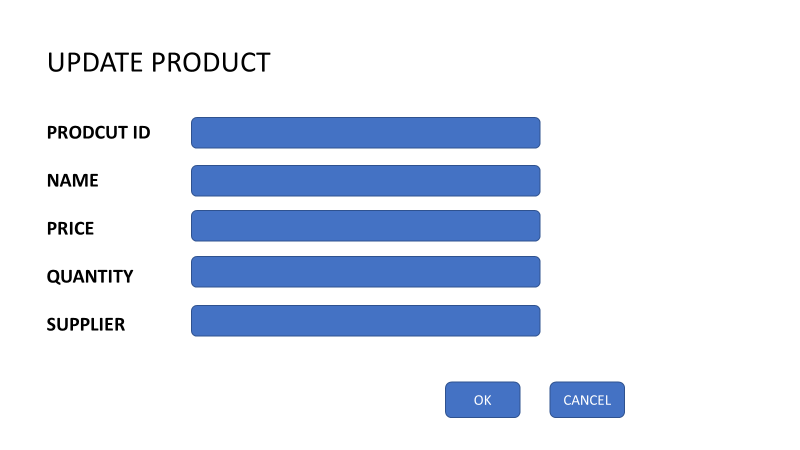 UPDATE PRODUCT
PRODCUT ID
NAME
PRICE
QUANTITY
SUPPLIER
OK CANCEL